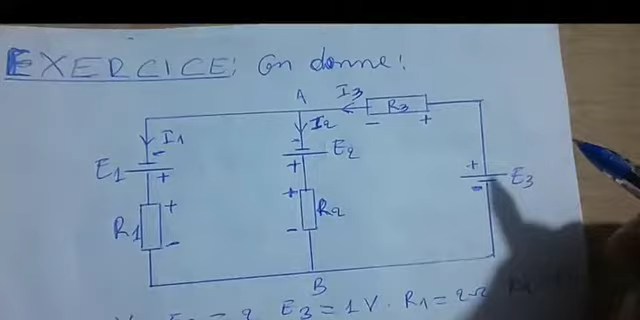 EXERCICE: On donne:
A I3 R3
- +
I1 I2
- - E2
E1 + + + E3
-
R1 + + R2
- -
B
E3 = 1V. R1 = 2Ω